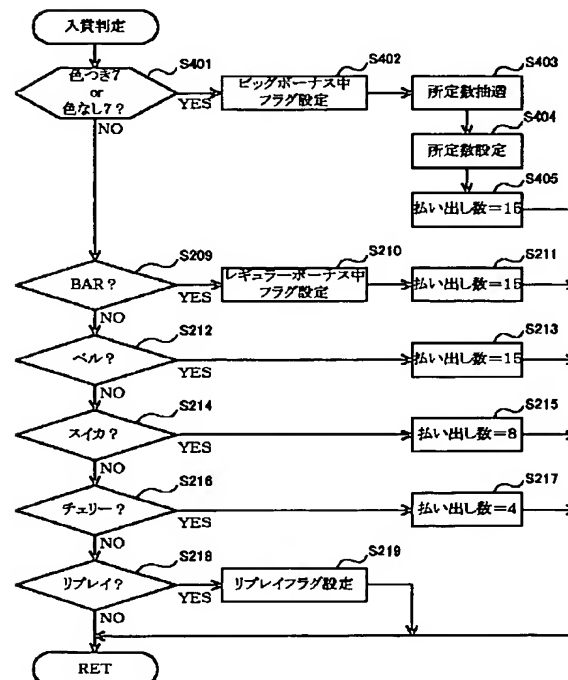 入賞判定
S401
色つき7
or
色なし7?
YES
NO
S402
ビッグボーナス中
フラグ設定
S403
所定数抽選
S404
所定数設定
S405
払い出し数=15
S209
BAR?
YES
NO
S210
レギュラーボーナス中
フラグ設定
S211
払い出し数=15
S212
ベル?
YES
NO
S213
払い出し数=15
S214
スイカ?
YES
NO
S215
払い出し数=8
S216
チェリー?
YES
NO
S217
払い出し数=4
S218
リプレイ?
YES
NO
S219
リプレイフラグ設定
RET